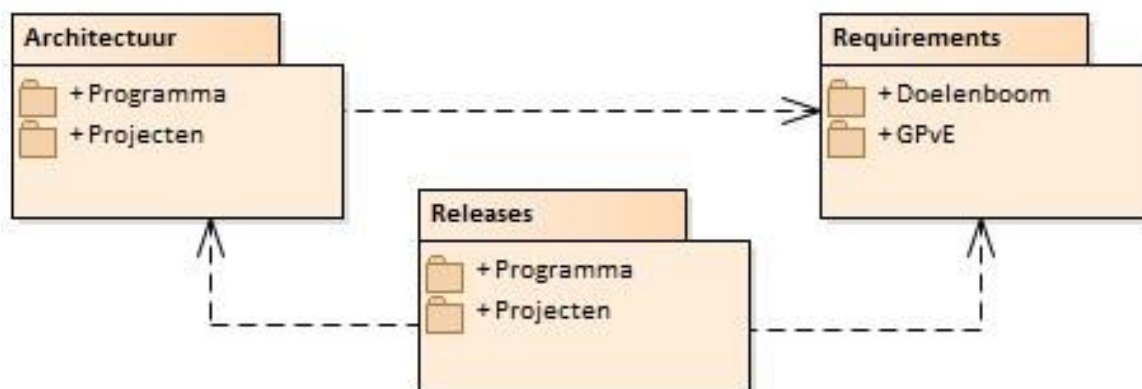 Architectuur
+ Programma
+ Projecten
Requirements
+ Doelenboom
+ GPvE
Releases
+ Programma
+ Projecten